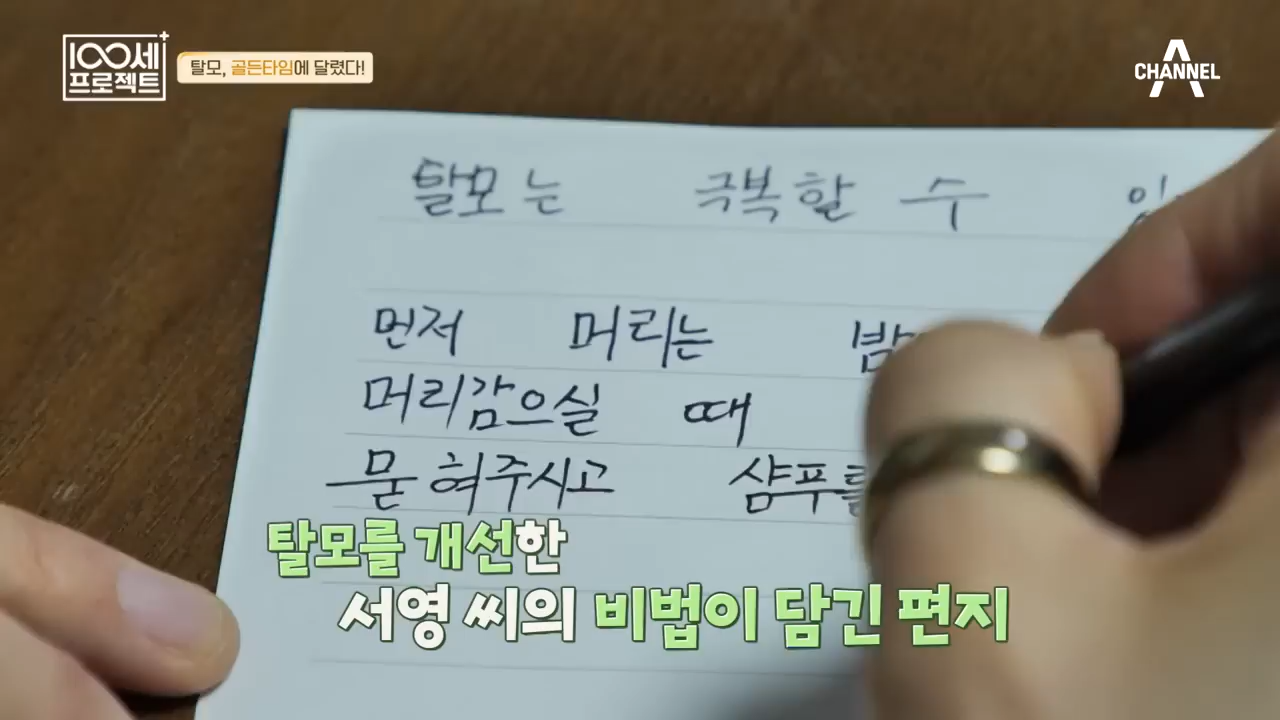 100세+
프로젝트
탈모, 골든타임에 달렸다!
CHANNEL A
탈모는 극복할 수
먼저 머리는
머리감으실 때
묻혀주시고 샴푸를
탈모를 개선한
서영 씨의 비법이 담긴 편지